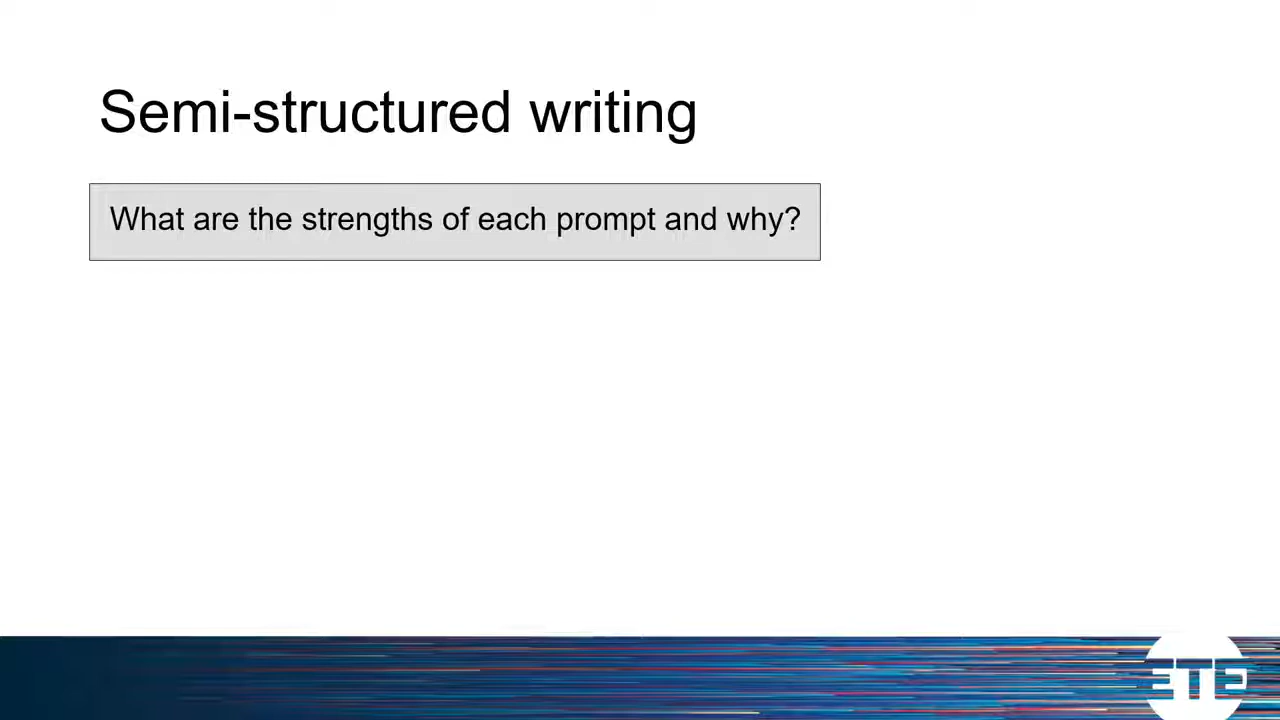 Semi-structured writing
What are the strengths of each prompt and why?